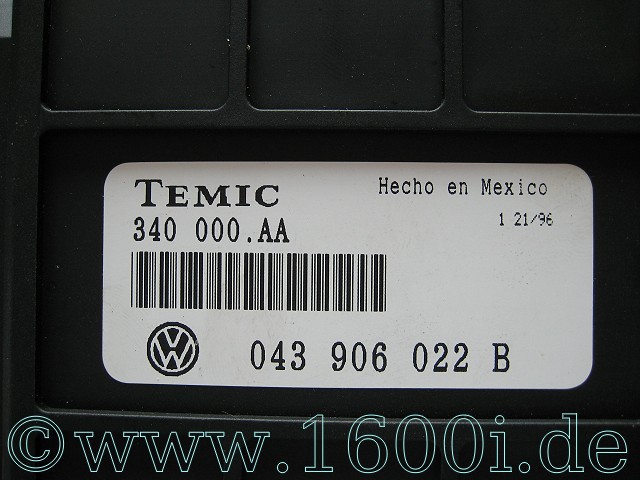 TEMIC
Hecho en Mexico
340 000.AA
1 21/96
043 906 022 B
©www.1600i.de